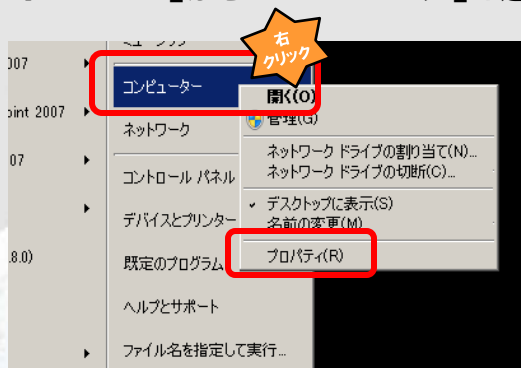 007
コンピューター
右
クリック
開く(O)
管理(G)
oint 2007
ネットワーク
ネットワーク ドライブの割り当て(N)...
ネットワーク ドライブの切断(C)...
07
コントロール パネル
デスクトップに表示(S)
名前の変更(M)
デバイスとプリンター
プロパティ(R)
.8.0)
既定のプログラム
ヘルプとサポート
ファイル名を指定して実行...